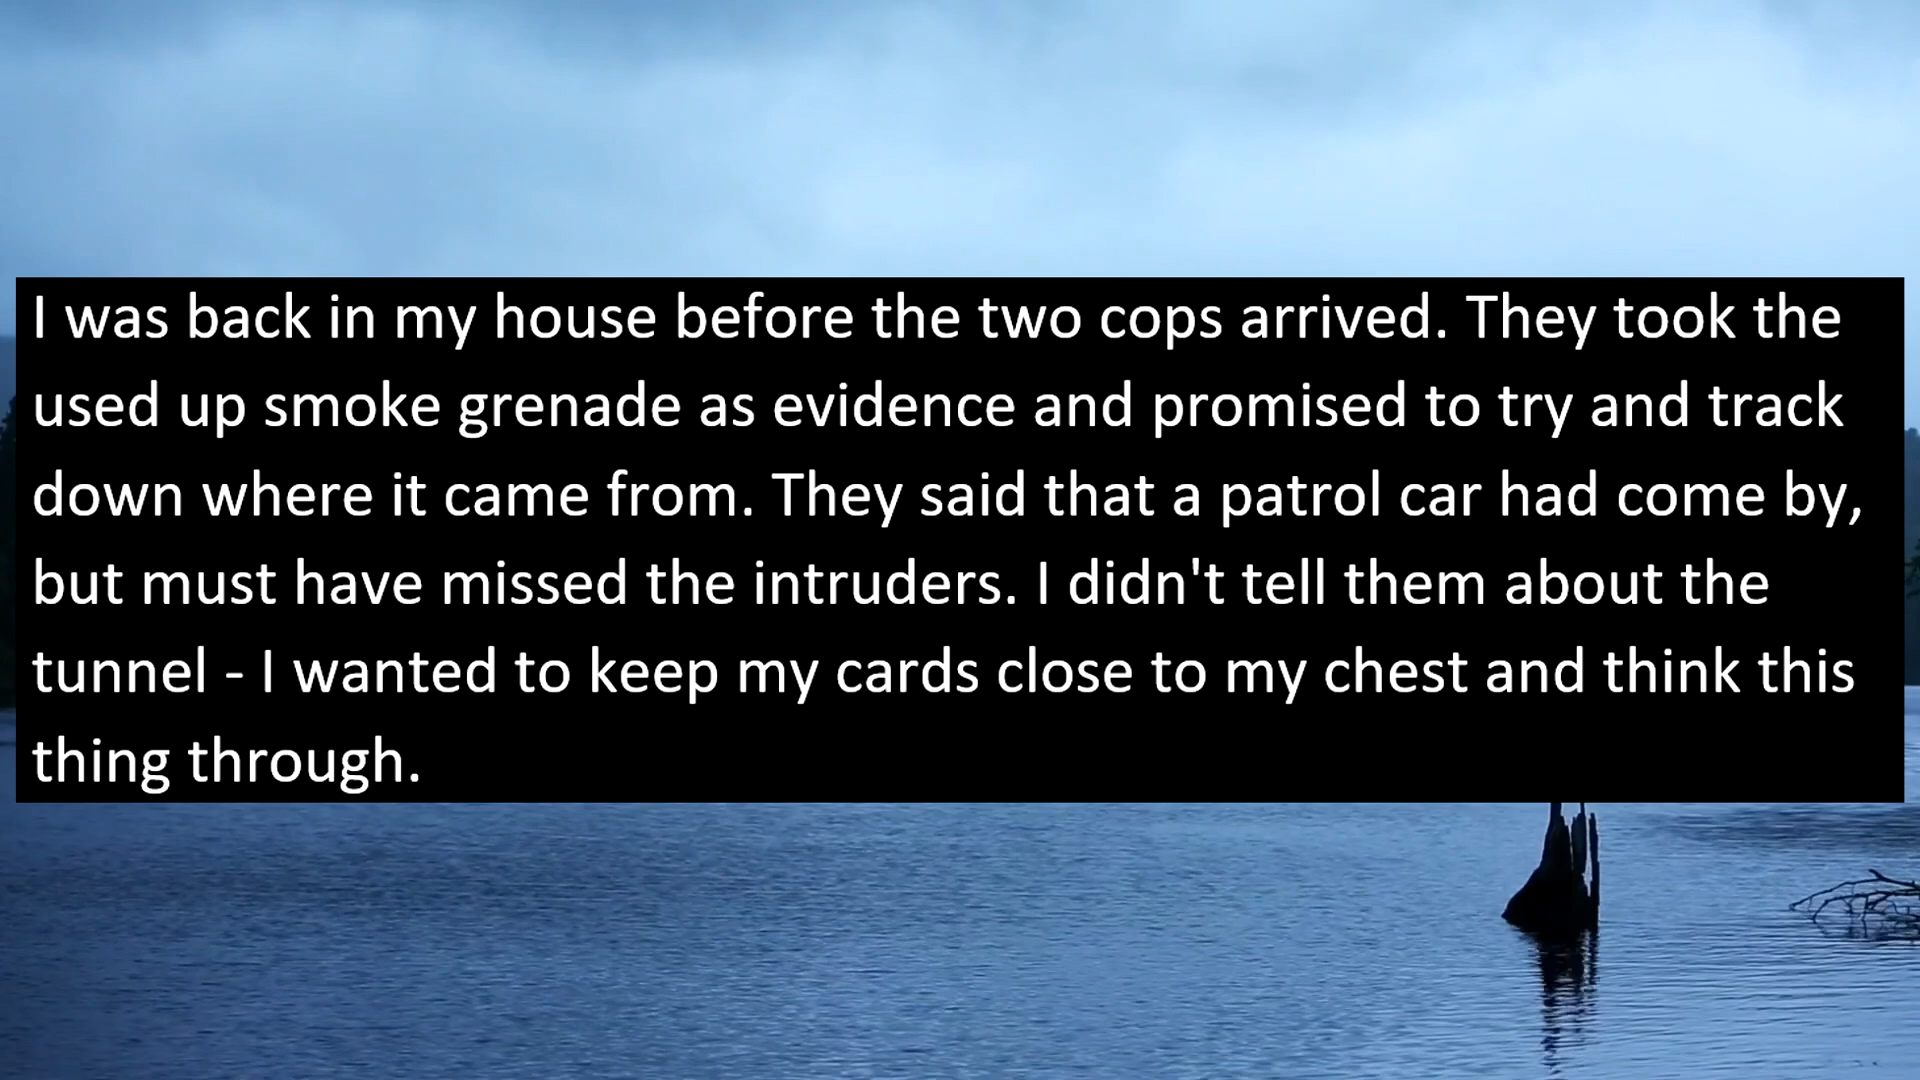 I was back in my house before the two cops arrived. They took the
used up smoke grenade as evidence and promised to try and track
down where it came from. They said that a patrol car had come by,
but must have missed the intruders. I didn't tell them about the
tunnel - I wanted to keep my cards close to my chest and think this
thing through.